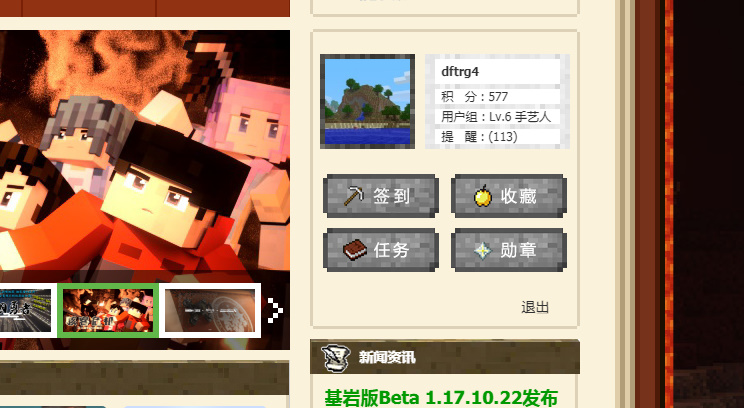 dftrg4
积 分 : 577
用户组 : Lv.6 手艺人
提 醒 : (113)
签到
收藏
任务
勋章
退出
新闻资讯
基岩版Beta 1.17.10.22发布